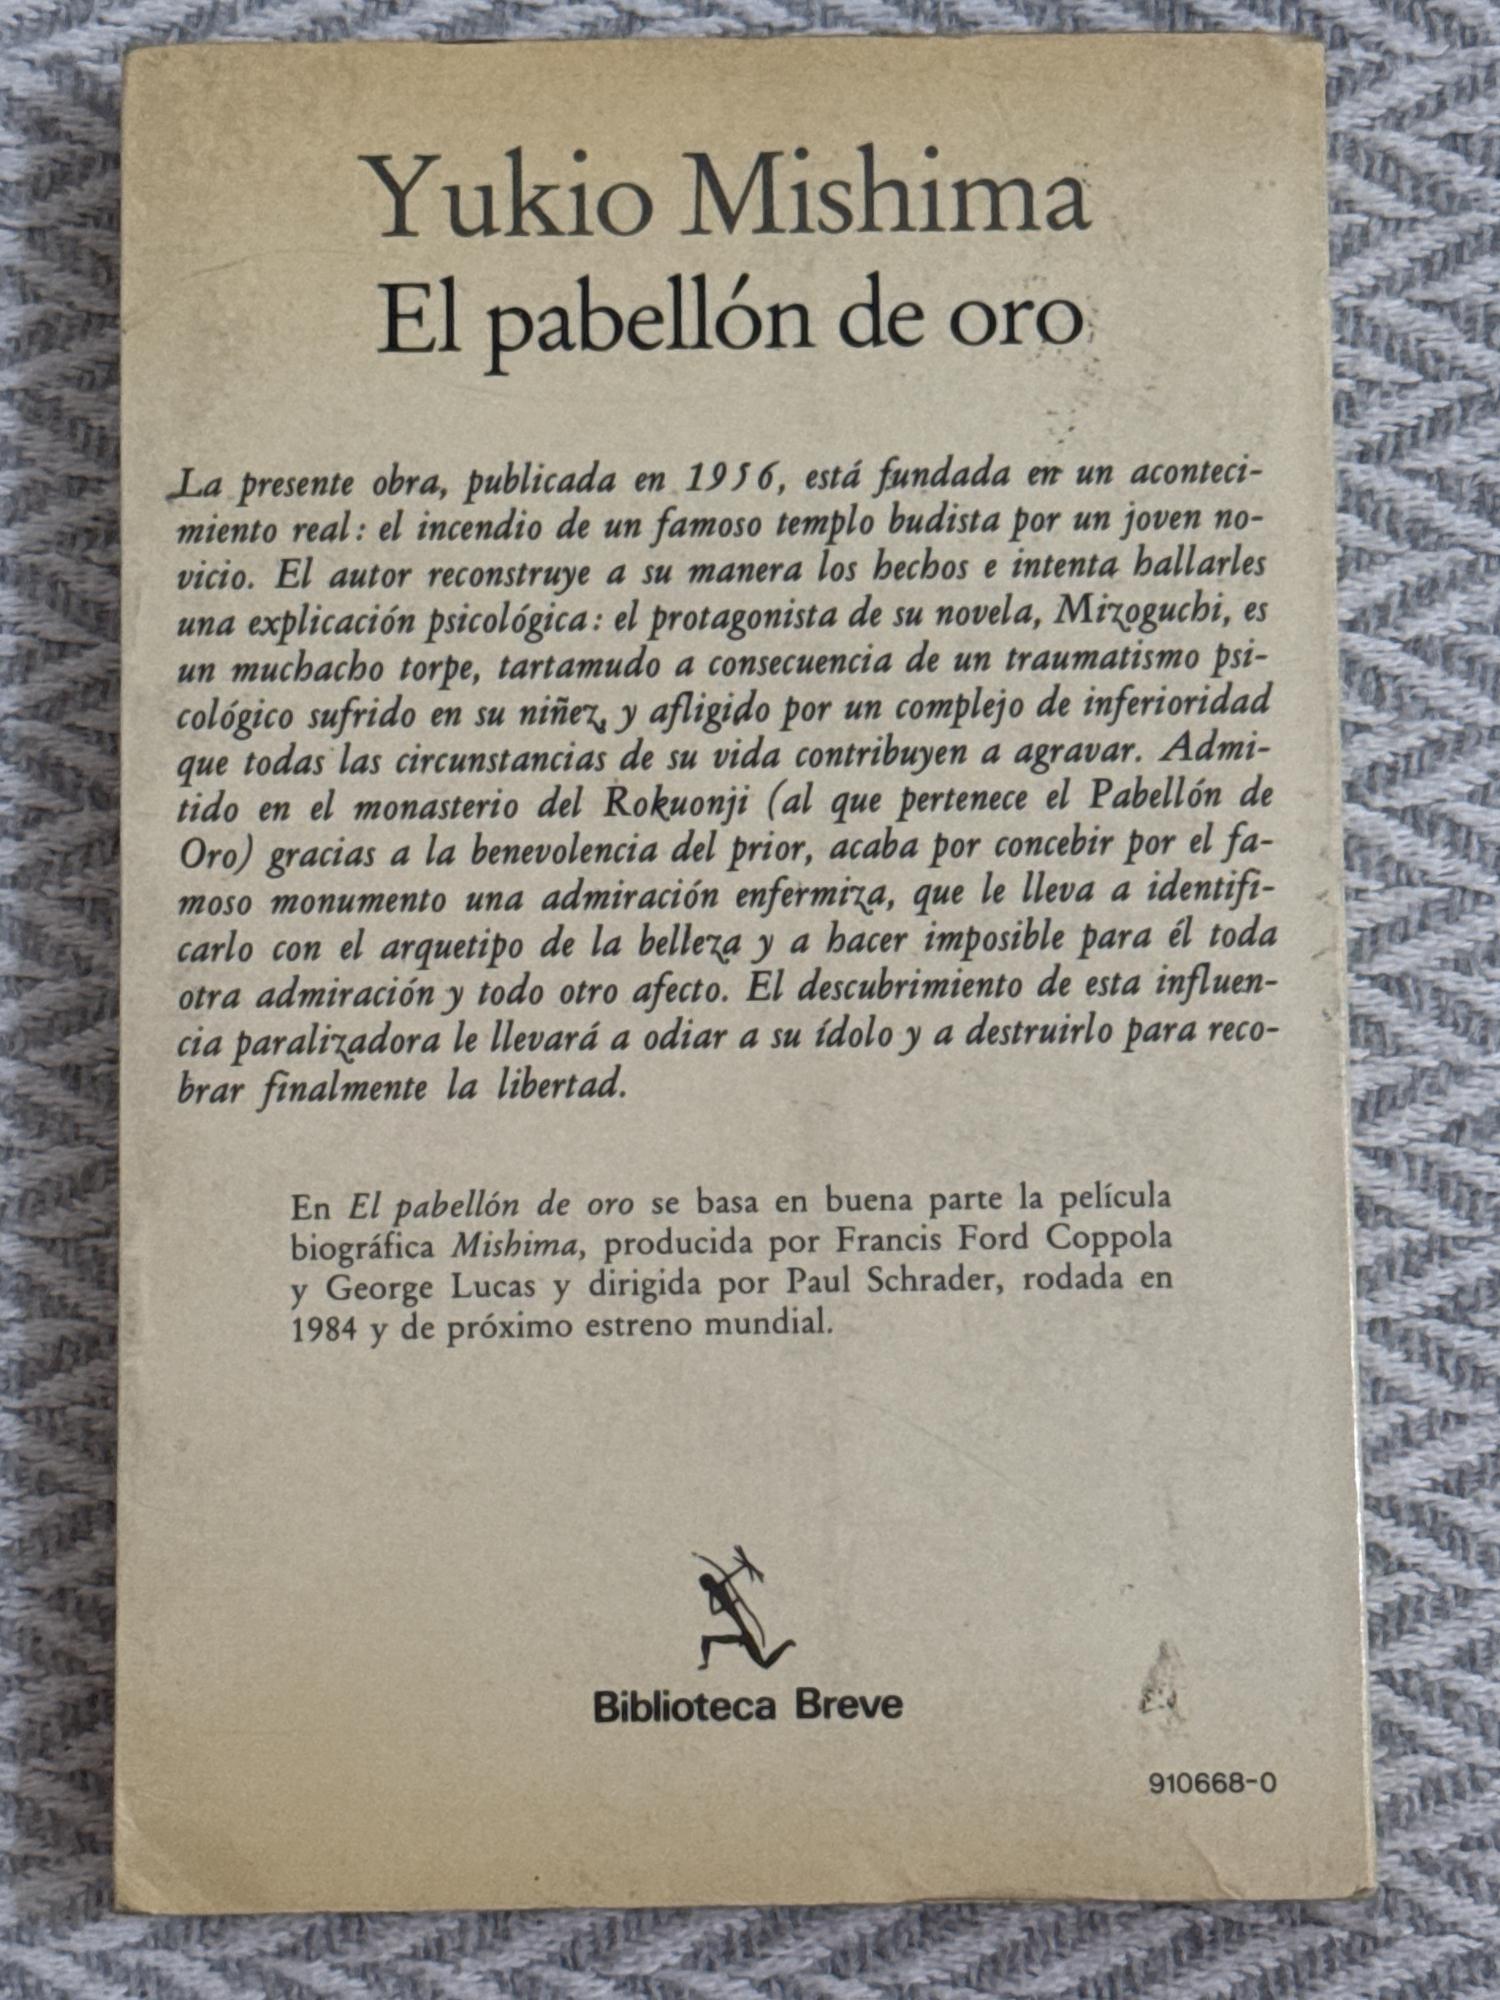 Yukio Mishima
El pabellón de oro
La presente obra, publicada en 1956, está fundada en un aconteci-
miento real: el incendio de un famoso templo budista por un joven no-
vicio. El autor reconstruye a su manera los hechos e intenta hallarles
una explicación psicológica: el protagonista de su novela, Mizoguchi, es
un muchacho torpe, tartamudo a consecuencia de un traumatismo psi-
cológico sufrido en su niñez, y afligido por un complejo de inferioridad
que todas las circunstancias de su vida contribuyen a agravar. Admi-
tido en el monasterio del Rokuonji (al que pertenece el Pabellón de
Oro) gracias a la benevolencia del prior, acaba por concebir por el fa-
moso monumento una admiración enfermiza, que le lleva a identifi-
carlo con el arquetipo de la belleza y a hacer imposible para él toda
otra admiración y todo otro afecto. El descubrimiento de esta influen-
cia paralizadora le llevará a odiar a su ídolo y a destruirlo para reco-
brar finalmente la libertad.
En El pabellón de oro se basa en buena parte la película
biográfica Mishima, producida por Francis Ford Coppola
y George Lucas y dirigida por Paul Schrader, rodada en
1984 y de próximo estreno mundial.
Biblioteca Breve
910668-0